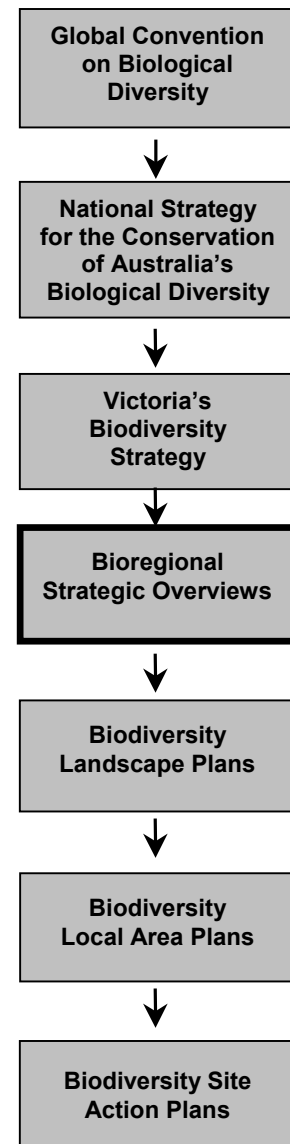 Global Convention
on Biological
Diversity
National Strategy
for the Conservation
of Australia’s
Biological Diversity
Victoria’s
Biodiversity
Strategy
Bioregional
Strategic Overviews
Biodiversity
Landscape Plans
Biodiversity
Local Area Plans
Biodiversity Site
Action Plans